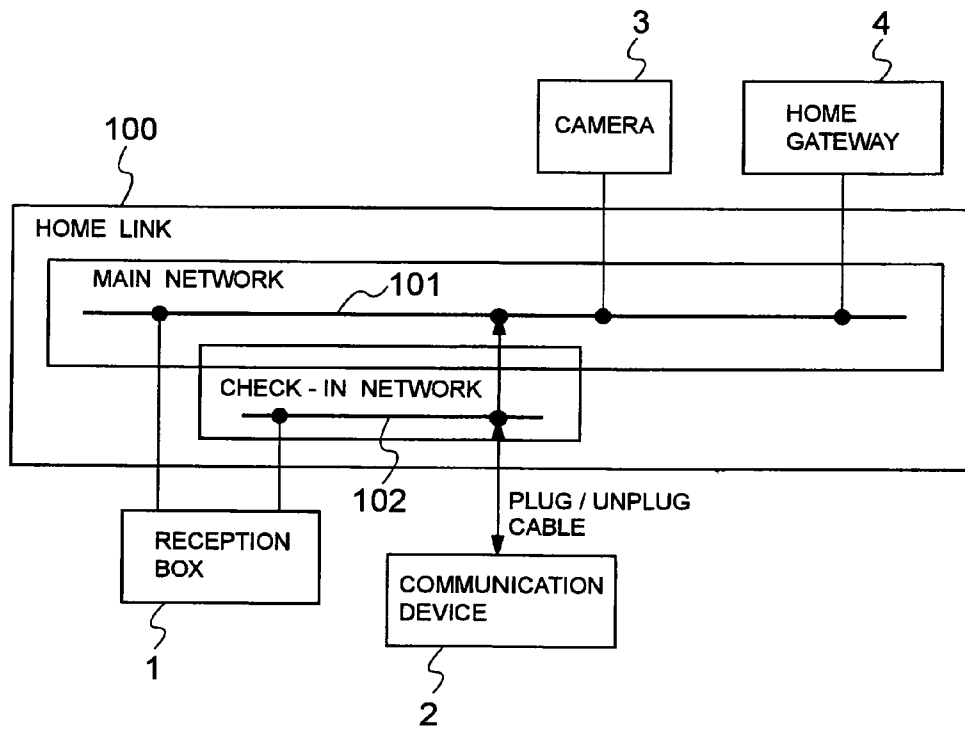 3
4
CAMERA
HOME
GATEWAY
100
HOME LINK
MAIN NETWORK
101
CHECK - IN NETWORK
102
PLUG / UNPLUG
CABLE
RECEPTION
BOX
COMMUNICATION
DEVICE
1
2